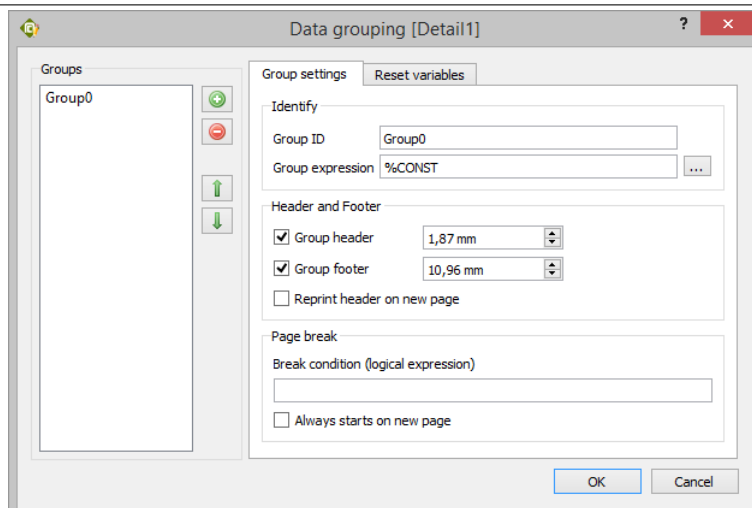 Data grouping [Detail1]
?
×
Groups
Group0
Group settings
Reset variables
Identify
Group ID
Group0
Group expression
%CONST
...
Header and Footer
Group header
1,87 mm
Group footer
10,96 mm
Reprint header on new page
Page break
Break condition (logical expression)
Always starts on new page
OK
Cancel